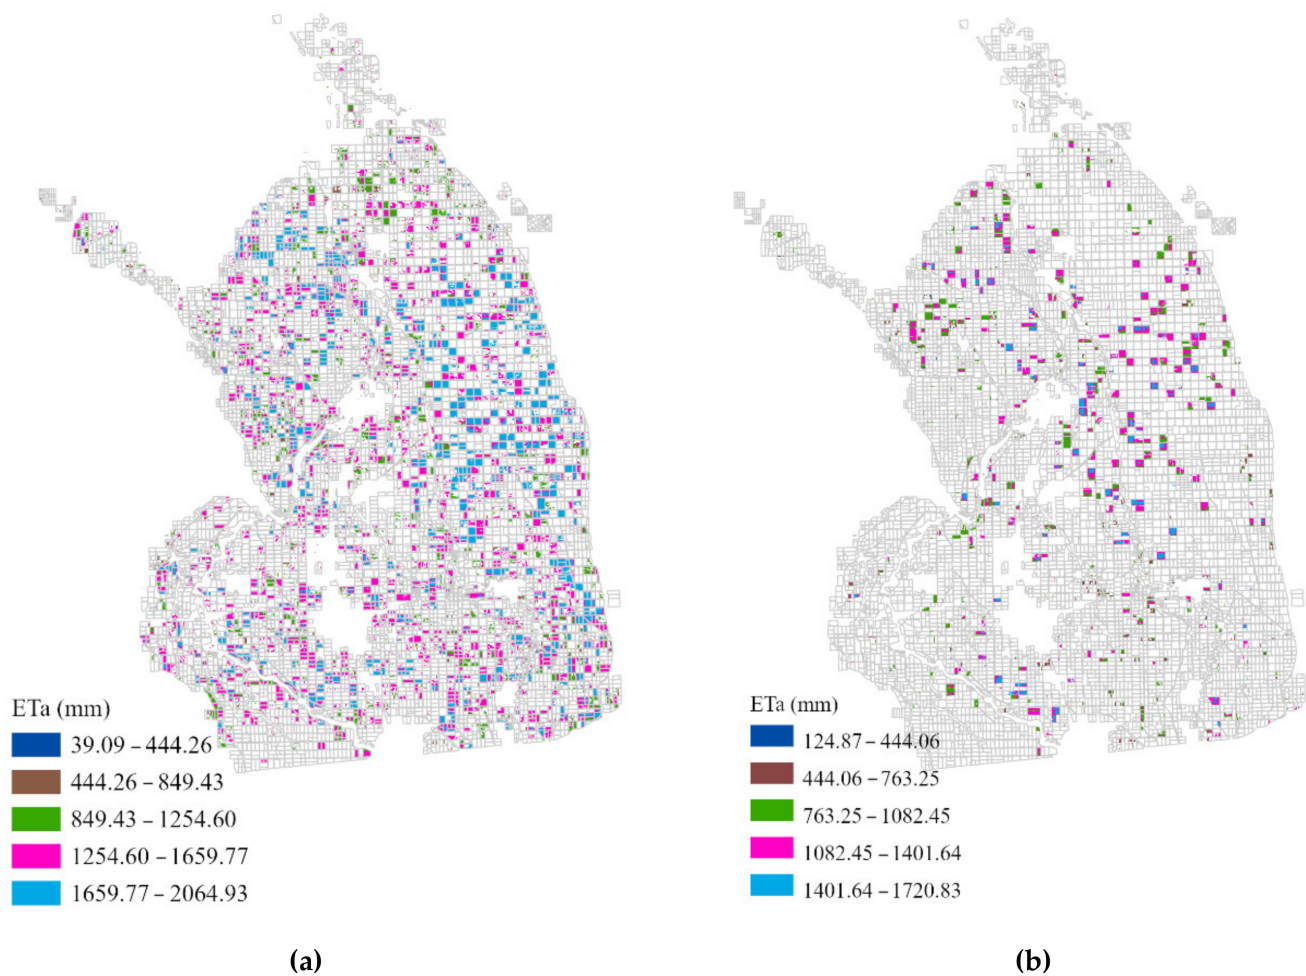 ETa (mm)
39.09 – 444.26
444.26 – 849.43
849.43 – 1254.60
1254.60 – 1659.77
1659.77 – 2064.93
(a)
ETa (mm)
124.87 – 444.06
444.06 – 763.25
763.25 – 1082.45
1082.45 – 1401.64
1401.64 – 1720.83
(b)